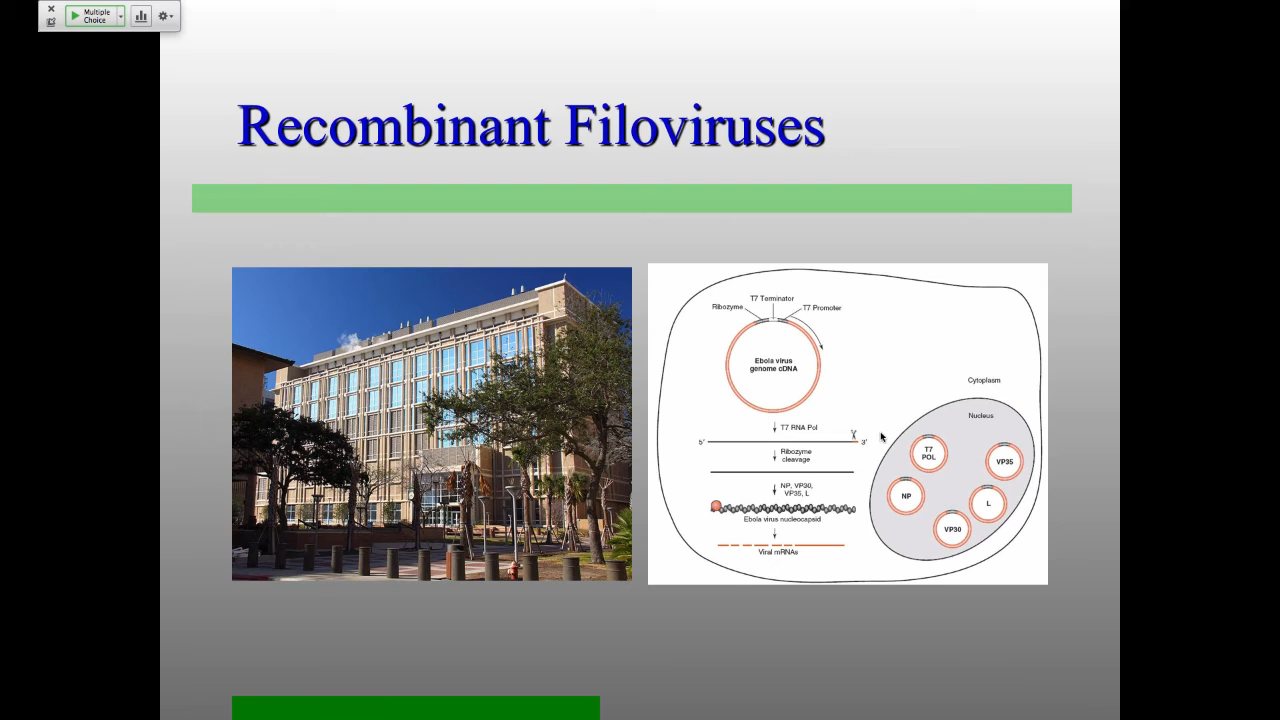 Multiple
Choice
Recombinant Filoviruses
T7 Terminator
Ribozyme
T7 Promoter
Ebola virus
genome cDNA
Cytoplasm
Nucleus
T7 RNA Pol
5′
3′
Ribozyme
cleavage
T7
POL
VP35
NP, VP30,
VP35, L
NP
L
VP30
Ebola virus nucleocapsid
Viral mRNAs